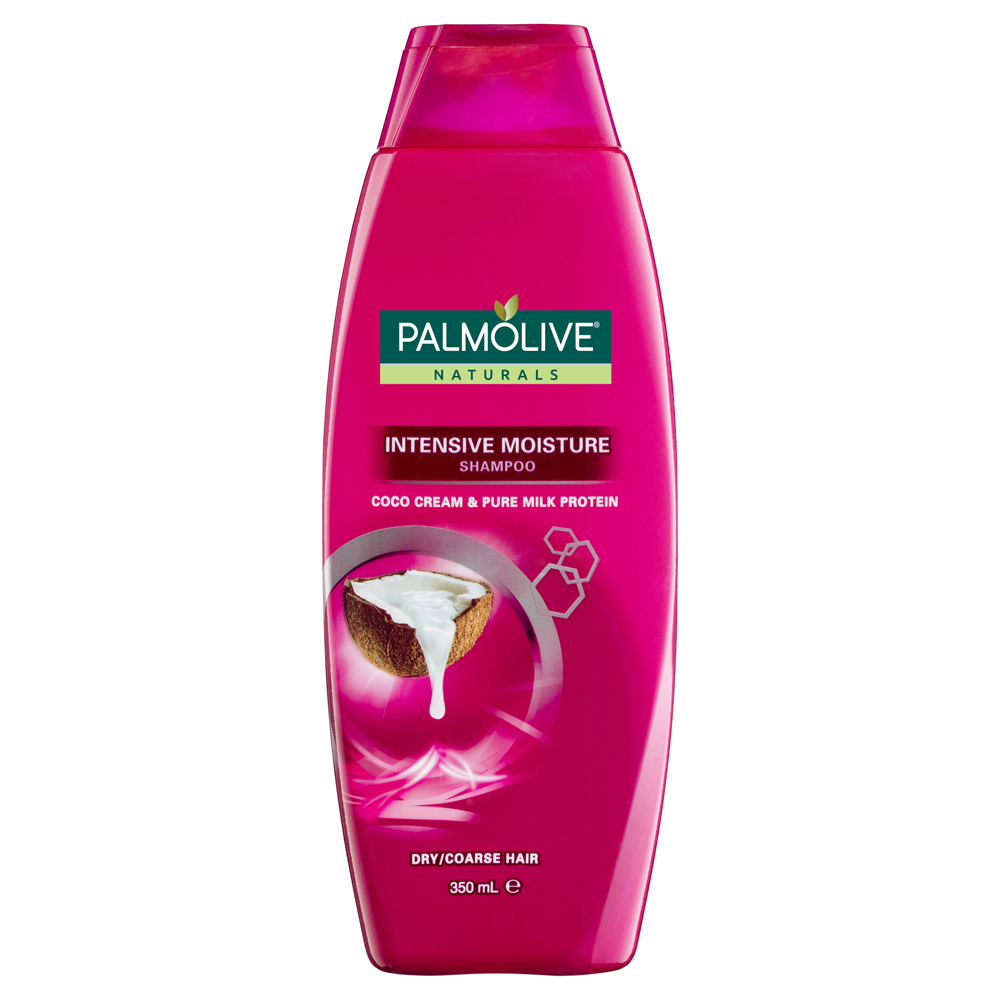 PALMOLIVE®
NATURALS
INTENSIVE MOISTURE
SHAMPOO
COCO CREAM & PURE MILK PROTEIN
DRY/COARSE HAIR
350 mL ℮